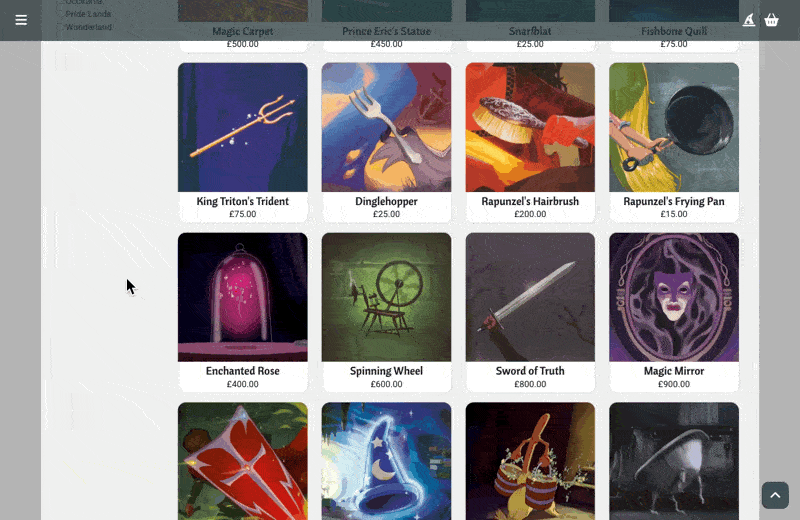 Pride Lands
Wonderland
Magic Carpet
Prince Eric's Statue
Snarfblat
Fishbone Quill
£500.00
£450.00
£25.00
£75.00
King Triton's Trident
Dinglehopper
Rapunzel's Hairbrush
Rapunzel's Frying Pan
£75.00
£25.00
£200.00
£15.00
Enchanted Rose
Spinning Wheel
Sword of Truth
Magic Mirror
£400.00
£600.00
£800.00
£900.00